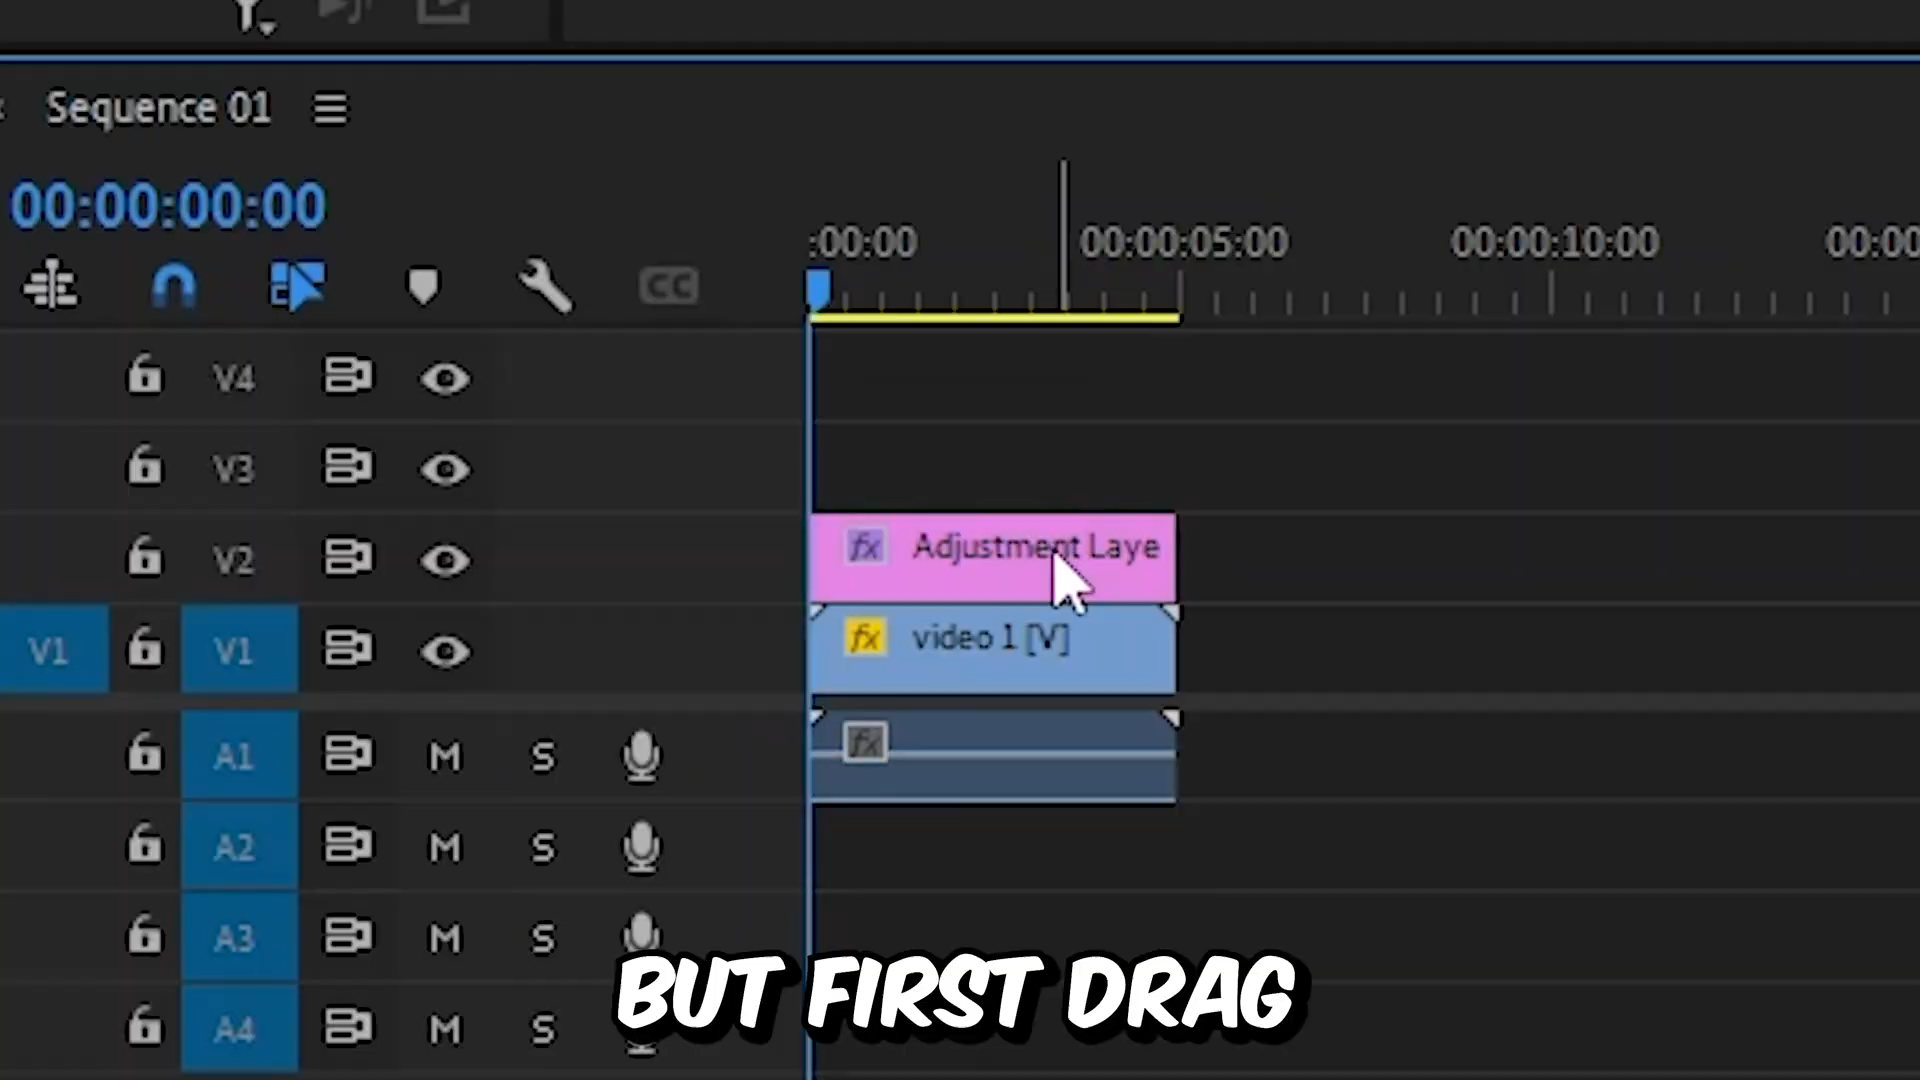 Sequence 01
00:00:00:00
:00:00
00:00:05:00
00:00:10:00
00:00
CC
V4
V3
V2
fx Adjustment Laye
V1
V1
fx video 1 [V]
A1
M
S
fx
A2
M
S
A3
M
S
A4
M
S
BUT FIRST DRAG